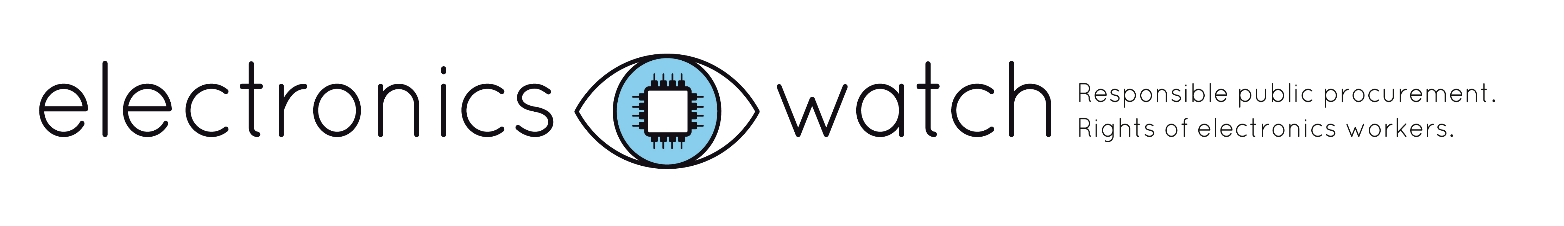 electronics watch
Responsible public procurement.
Rights of electronics workers.